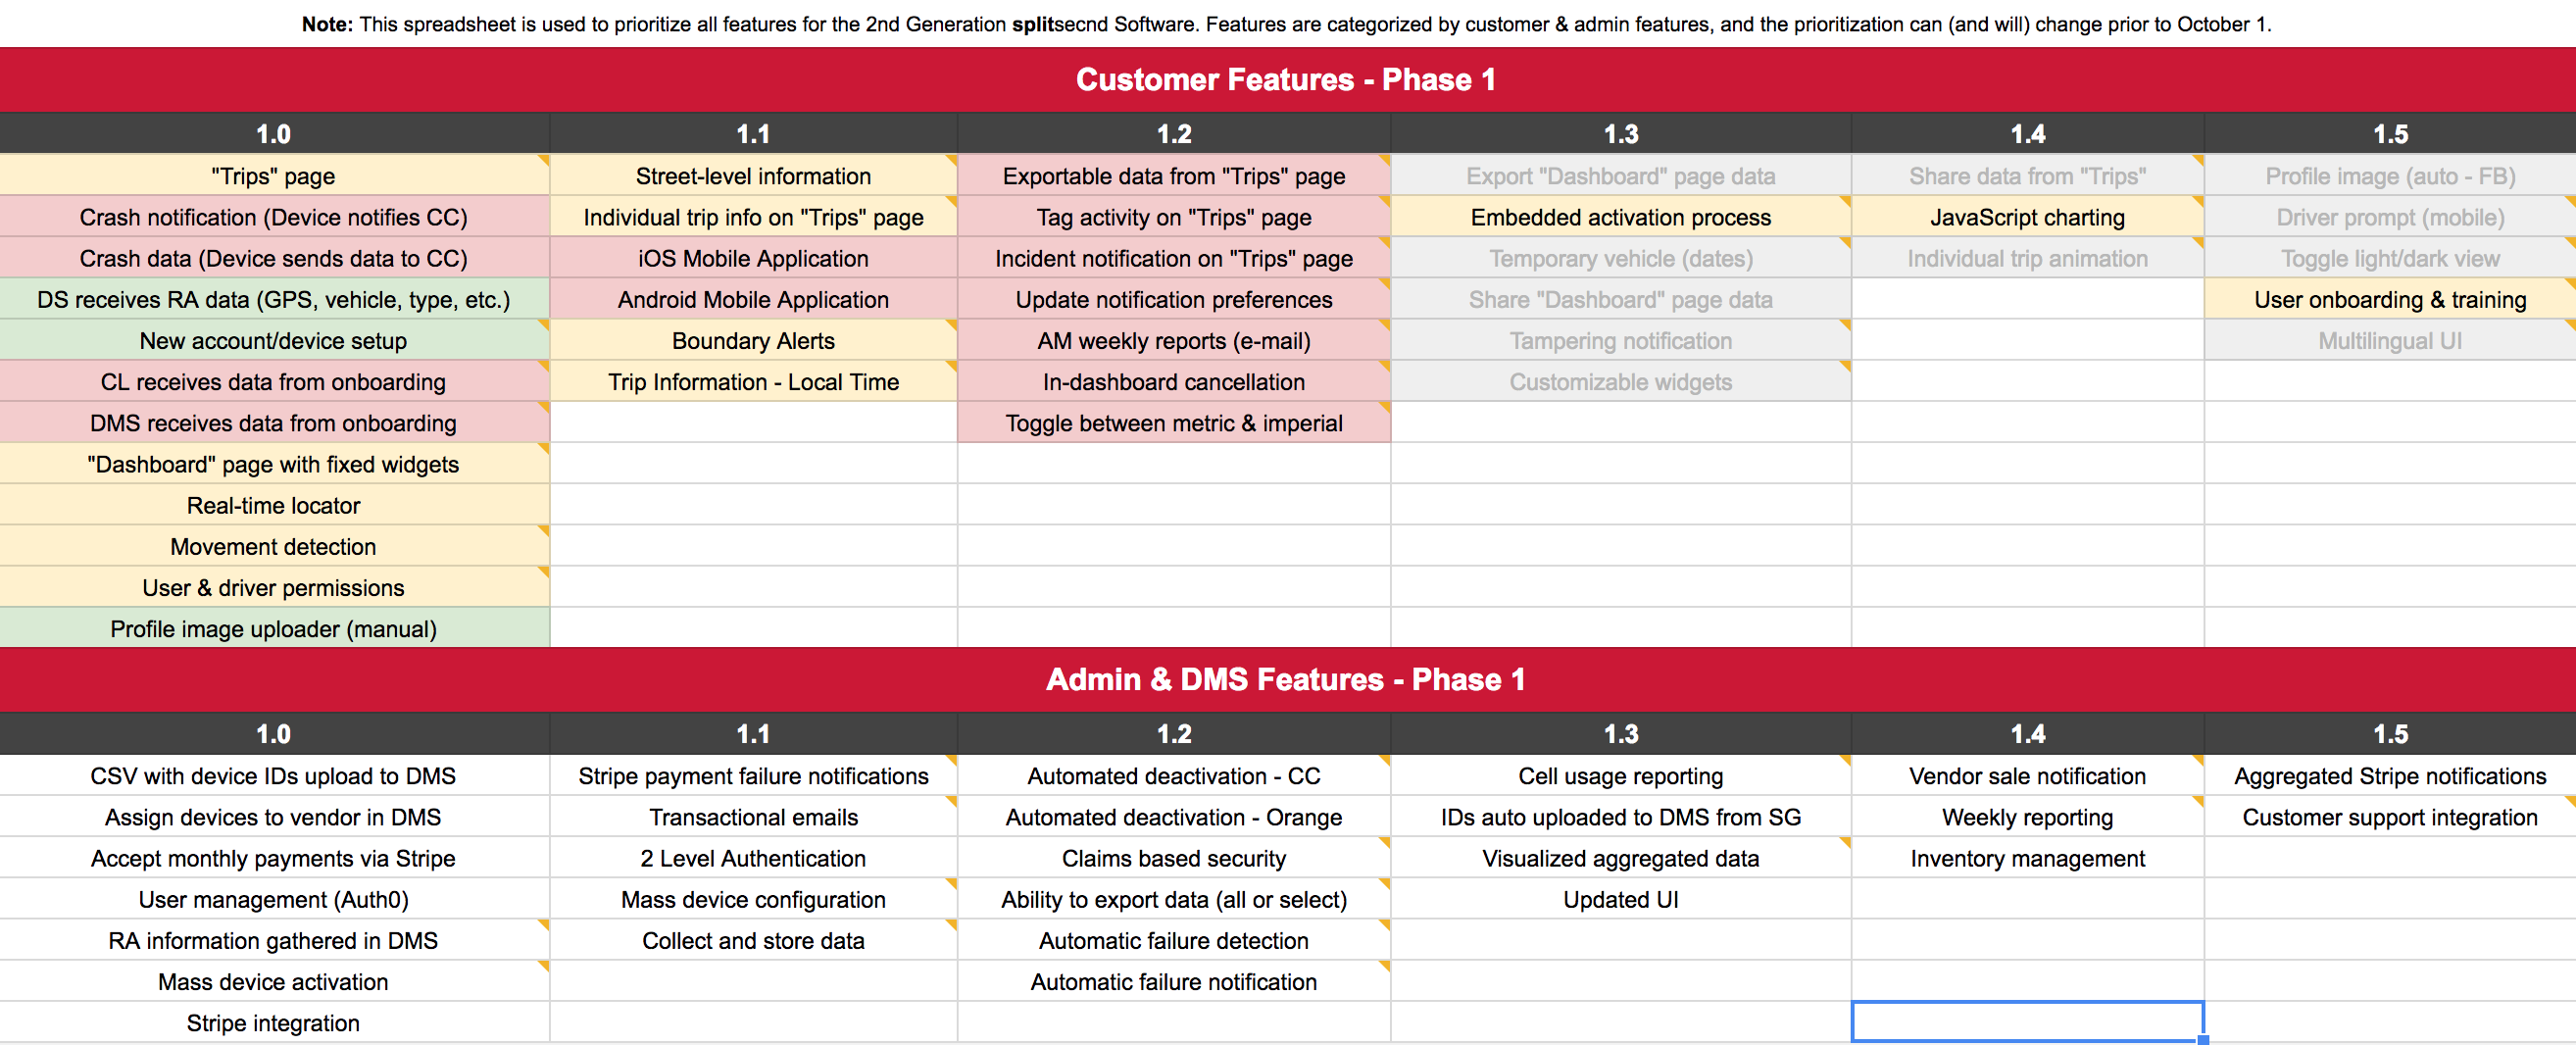 Note: This spreadsheet is used to prioritize all features for the 2nd Generation splitsecnd Software. Features are categorized by customer & admin features, and the prioritization can (and will) change prior to October 1.
Customer Features - Phase 1
1.0 1.1 1.2 1.3 1.4 1.5
"Trips" page Street-level information Exportable data from "Trips" page Export "Dashboard" page data Share data from "Trips" Profile image (auto - FB)
Crash notification (Device notifies CC) Individual trip info on "Trips" page Tag activity on "Trips" page Embedded activation process JavaScript charting Driver prompt (mobile)
Crash data (Device sends data to CC) iOS Mobile Application Incident notification on "Trips" page Temporary vehicle (dates) Individual trip animation Toggle light/dark view
DS receives RA data (GPS, vehicle, type, etc.) Android Mobile Application Update notification preferences Share "Dashboard" page data User onboarding & training
New account/device setup Boundary Alerts AM weekly reports (e-mail) Tampering notification Multilingual UI
CL receives data from onboarding Trip Information - Local Time In-dashboard cancellation Customizable widgets
DMS receives data from onboarding Toggle between metric & imperial
"Dashboard" page with fixed widgets
Real-time locator
Movement detection
User & driver permissions
Profile image uploader (manual)
Admin & DMS Features - Phase 1
1.0 1.1 1.2 1.3 1.4 1.5
CSV with device IDs upload to DMS Stripe payment failure notifications Automated deactivation - CC Cell usage reporting Vendor sale notification Aggregated Stripe notifications
Assign devices to vendor in DMS Transactional emails Automated deactivation - Orange IDs auto uploaded to DMS from SG Weekly reporting Customer support integration
Accept monthly payments via Stripe 2 Level Authentication Claims based security Visualized aggregated data Inventory management
User management (Auth0) Mass device configuration Ability to export data (all or select) Updated UI
RA information gathered in DMS Collect and store data Automatic failure detection
Mass device activation Automatic failure notification
Stripe integration